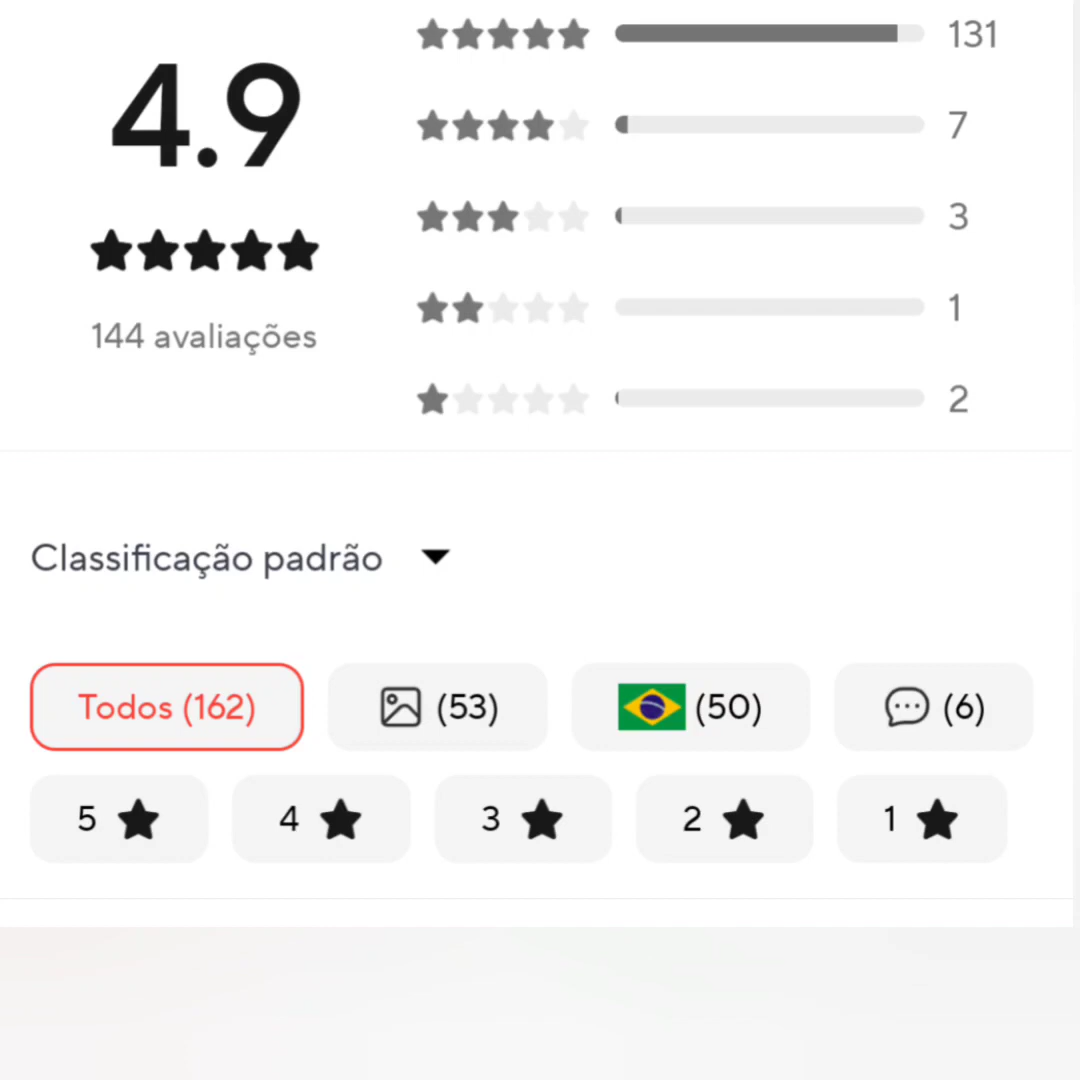 4.9
144 avaliações
131
7
3
1
2
Classificação padrão
Todos (162) (53) (50) (6)
5 4 3 2 1